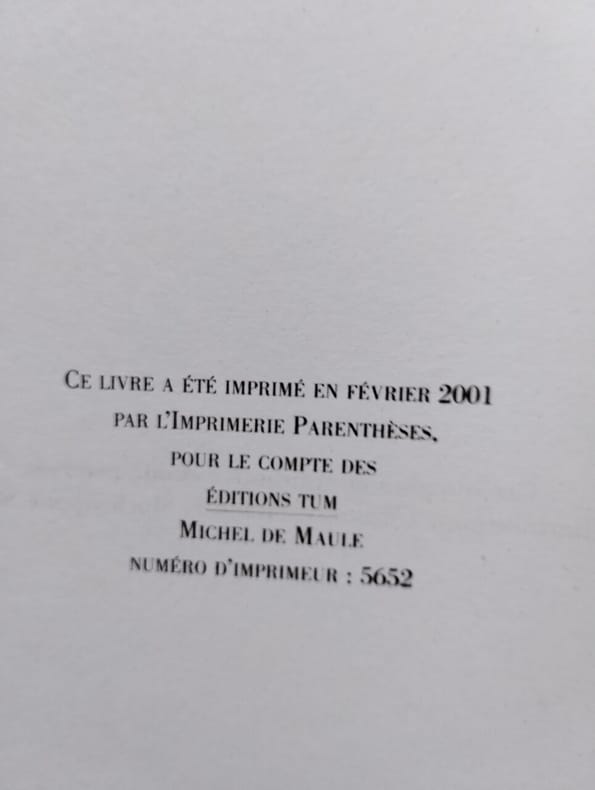 Ce livre a été imprimé en février 2001
par l'Imprimerie Parenthèses,
pour le compte des
éditions tum
Michel de Maule
numéro d'imprimeur : 5652